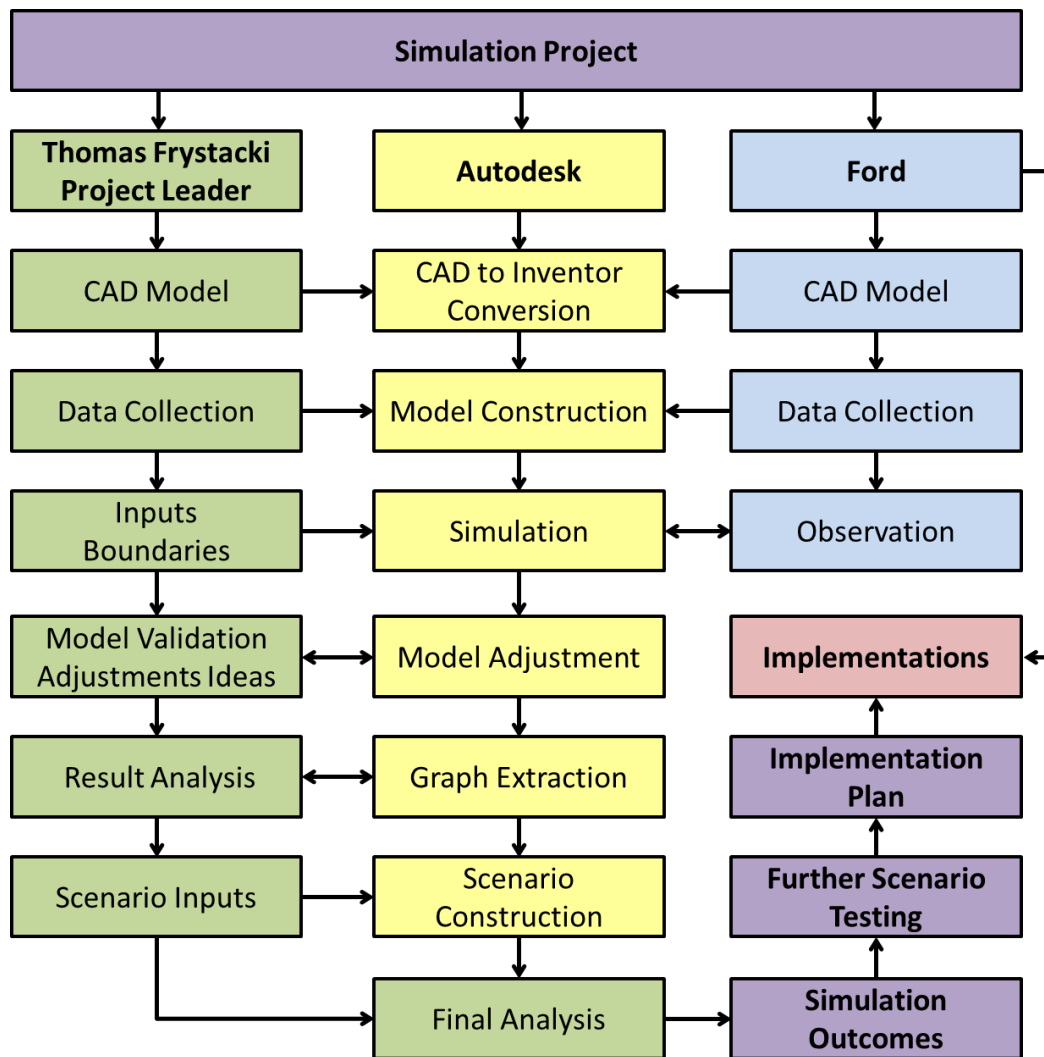 Simulation Project
Thomas Frystacki
Project Leader
Autodesk
Ford
CAD Model
CAD to Inventor
Conversion
CAD Model
Data Collection
Model Construction
Data Collection
Inputs
Boundaries
Simulation
Observation
Model Validation
Adjustments Ideas
Model Adjustment
Implementations
Result Analysis
Graph Extraction
Implementation
Plan
Scenario Inputs
Scenario
Construction
Further Scenario
Testing
Final Analysis
Simulation
Outcomes